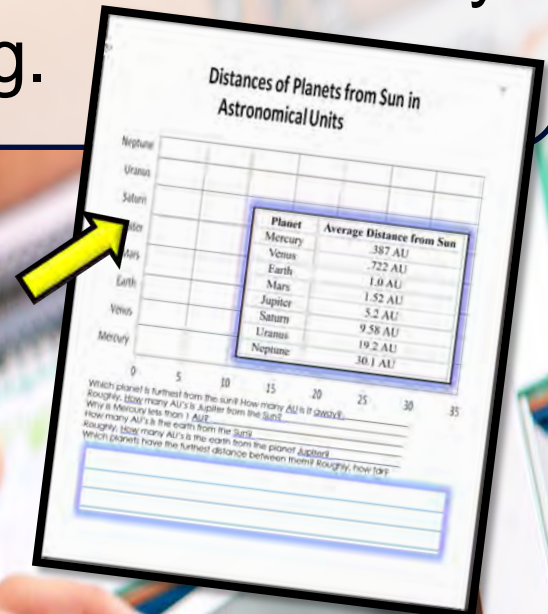 g.
Distances of Planets from Sun in
Astronomical Units
Neptune
Uranus
Saturn
Mars
Earth
Venus
Mercury
Planet Average Distance from Sun
Mercury .387 AU
Venus .722 AU
Earth 1.0 AU
Mars 1.52 AU
Jupiter 5.2 AU
Saturn 9.58 AU
Uranus 19.2 AU
Neptune 30.1 AU
0 5 10 15 20 25 30 35
Which planet is furthest from the sun? How many AU's is it away?
Roughly, How many AU's is Jupiter from the Sun?
Why is Mercury less than 1 AU?
How many AU's is the earth from the Sun?
Roughly, How many AU's is the earth from the planet Jupiter?
Which planets have the furthest distance between them? Roughly, how far?